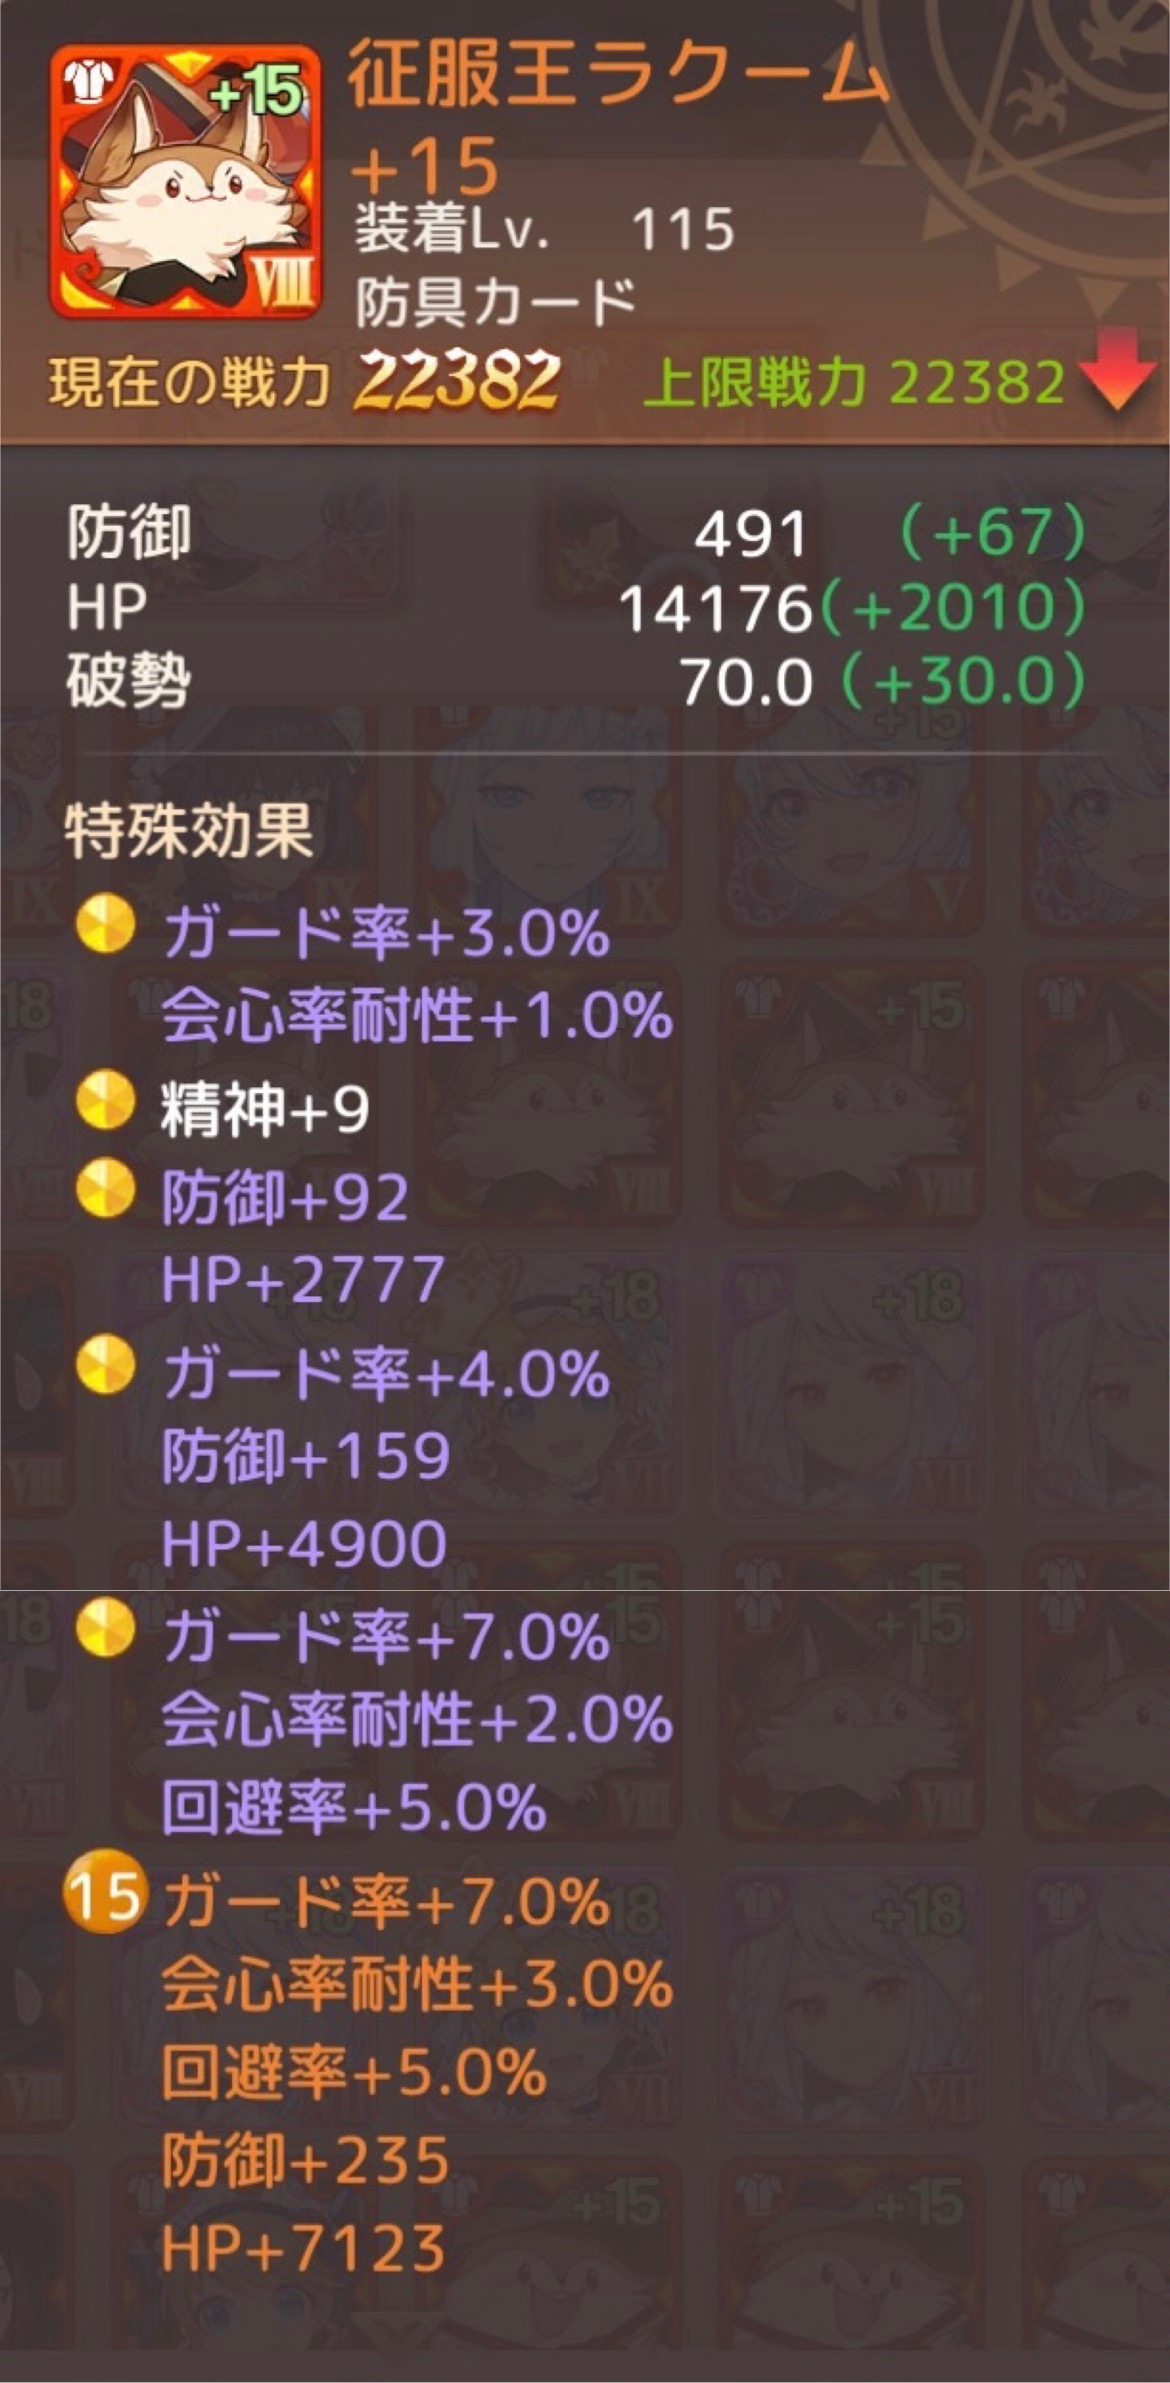 +15
VIII
征服王ラクーム
+15
装着Lv. 115
防具カード
現在の戦力 22382 上限戦力 22382
防御 491 (+67)
HP 14176(+2010)
破勢 70.0 (+30.0)
特殊効果
ガード率+3.0%
会心率耐性+1.0%
精神+9
防御+92
HP+2777
ガード率+4.0%
防御+159
HP+4900
ガード率+7.0%
会心率耐性+2.0%
回避率+5.0%
15 ガード率+7.0%
会心率耐性+3.0%
回避率+5.0%
防御+235
HP+7123